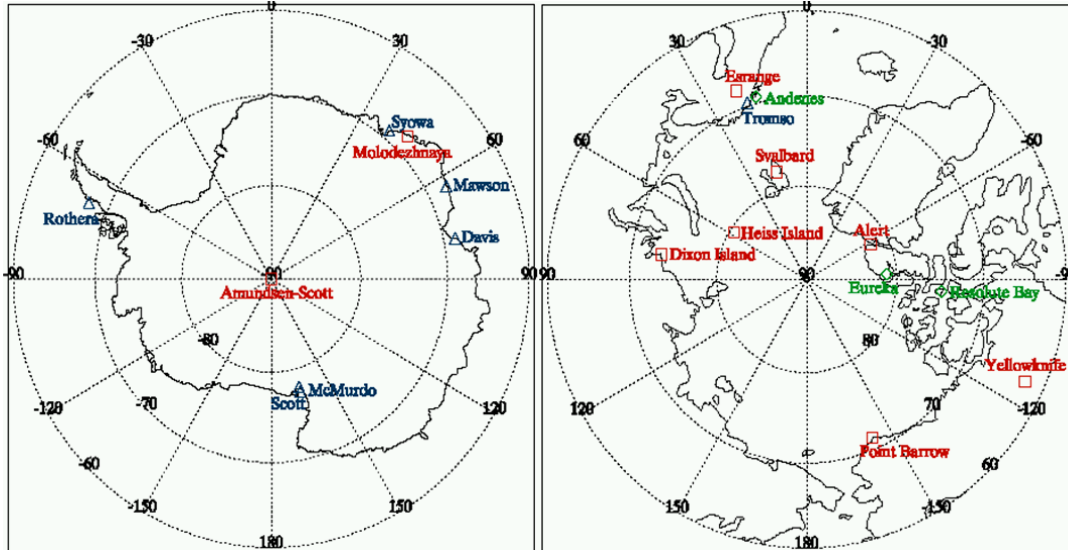 0
-30
30
-60
Syowa
60
Molodezhnaya
Mawson
Rothera
Davis
-90
-90
90
Amundsen-Scott
-80
McMurdo
Scott
-120
-70
120
-60
-150
150
180
0
30
-30
Esrange
Andenes
Tromso
60
-60
Svalbard
Alert
Heiss Island
Dixon Island
90
90
Eureka
Resolute Bay
80
Yellowknife
120
70
-120
Point Barrow
60
150
-150
180